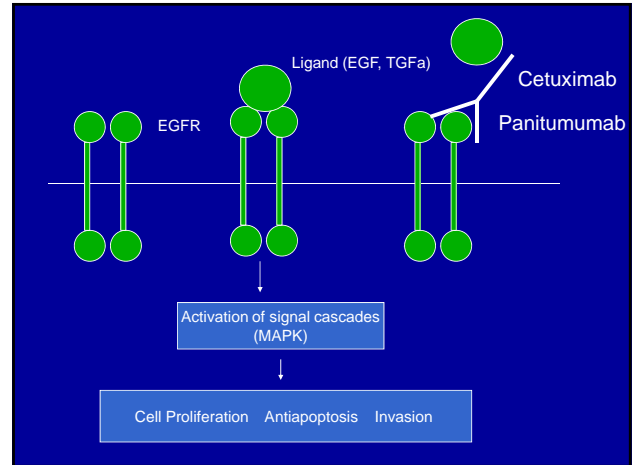 Ligand (EGF, TGFa)
Cetuximab
EGFR
Panitumumab
Activation of signal cascades
(MAPK)
Cell Proliferation Antiapoptosis Invasion